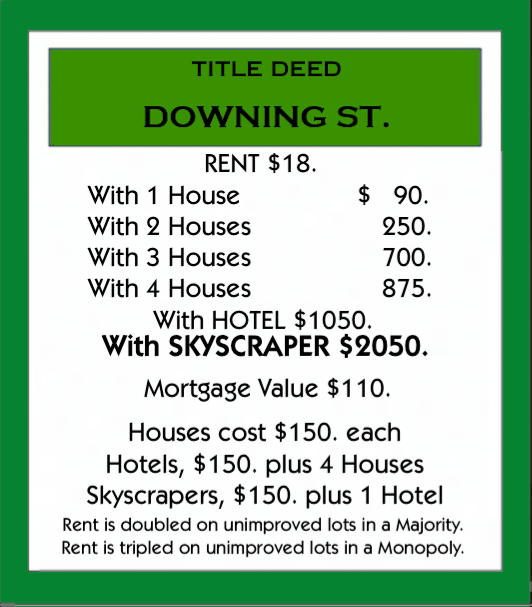 TITLE DEED
DOWNING ST.
RENT $18.
With 1 House $ 90.
With 2 Houses 250.
With 3 Houses 700.
With 4 Houses 875.
With HOTEL $1050.
With SKYSCRAPER $2050.
Mortgage Value $110.
Houses cost $150. each
Hotels, $150. plus 4 Houses
Skyscrapers, $150. plus 1 Hotel
Rent is doubled on unimproved lots in a Majority.
Rent is tripled on unimproved lots in a Monopoly.